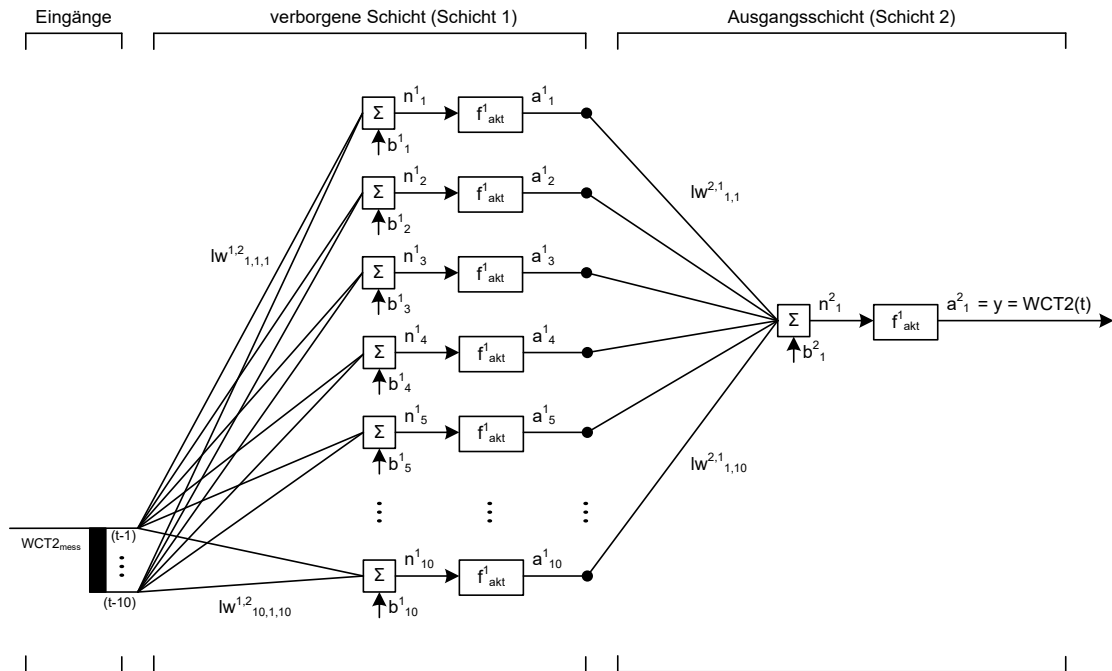 Eingänge
verborgene Schicht (Schicht 1)
Ausgangsschicht (Schicht 2)
Σ n¹₁ f¹akt a¹₁
b¹₁
Σ n¹₂ f¹akt a¹₂
b¹₂
lw²,¹₁,₁
lw¹,²₁,₁,₁
Σ n¹₃ f¹akt a¹₃
b¹₃
Σ n²₁ f¹akt a²₁ = y = WCT2(t)
b²₁
Σ n¹₄ f¹akt a¹₄
b¹₄
Σ n¹₅ f¹akt a¹₅
b¹₅
lw²,¹₁,₁₀
WCT2mess
(t-1)
(t-10)
Σ n¹₁₀ f¹akt a¹₁₀
b¹₁₀
lw¹,²₁₀,₁,₁₀